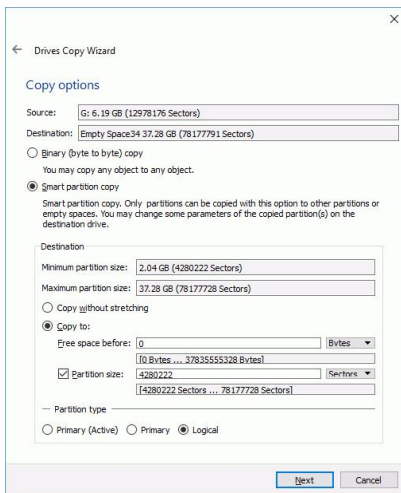 Drives Copy Wizard
Copy options
Source: G: 6.19 GB (12978176 Sectors)
Destination: Empty Space34 37.28 GB (78177791 Sectors)
Binary (byte to byte) copy
You may copy any object to any object.
Smart partition copy
Smart partition copy. Only partitions can be copied with this option to other partitions or
empty spaces. You may change some parameters of the copied partition(s) on the
destination drive.
Destination
Minimum partition size: 2.04 GB (4280222 Sectors)
Maximum partition size: 37.28 GB (78177728 Sectors)
Copy without stretching
Copy to:
Free space before: 0 Bytes
[0 Bytes ... 37835555328 Bytes]
Partition size: 4280222 Sectors
[4280222 Sectors ... 78177728 Sectors]
Partition type
Primary (Active) Primary Logical
Next Cancel